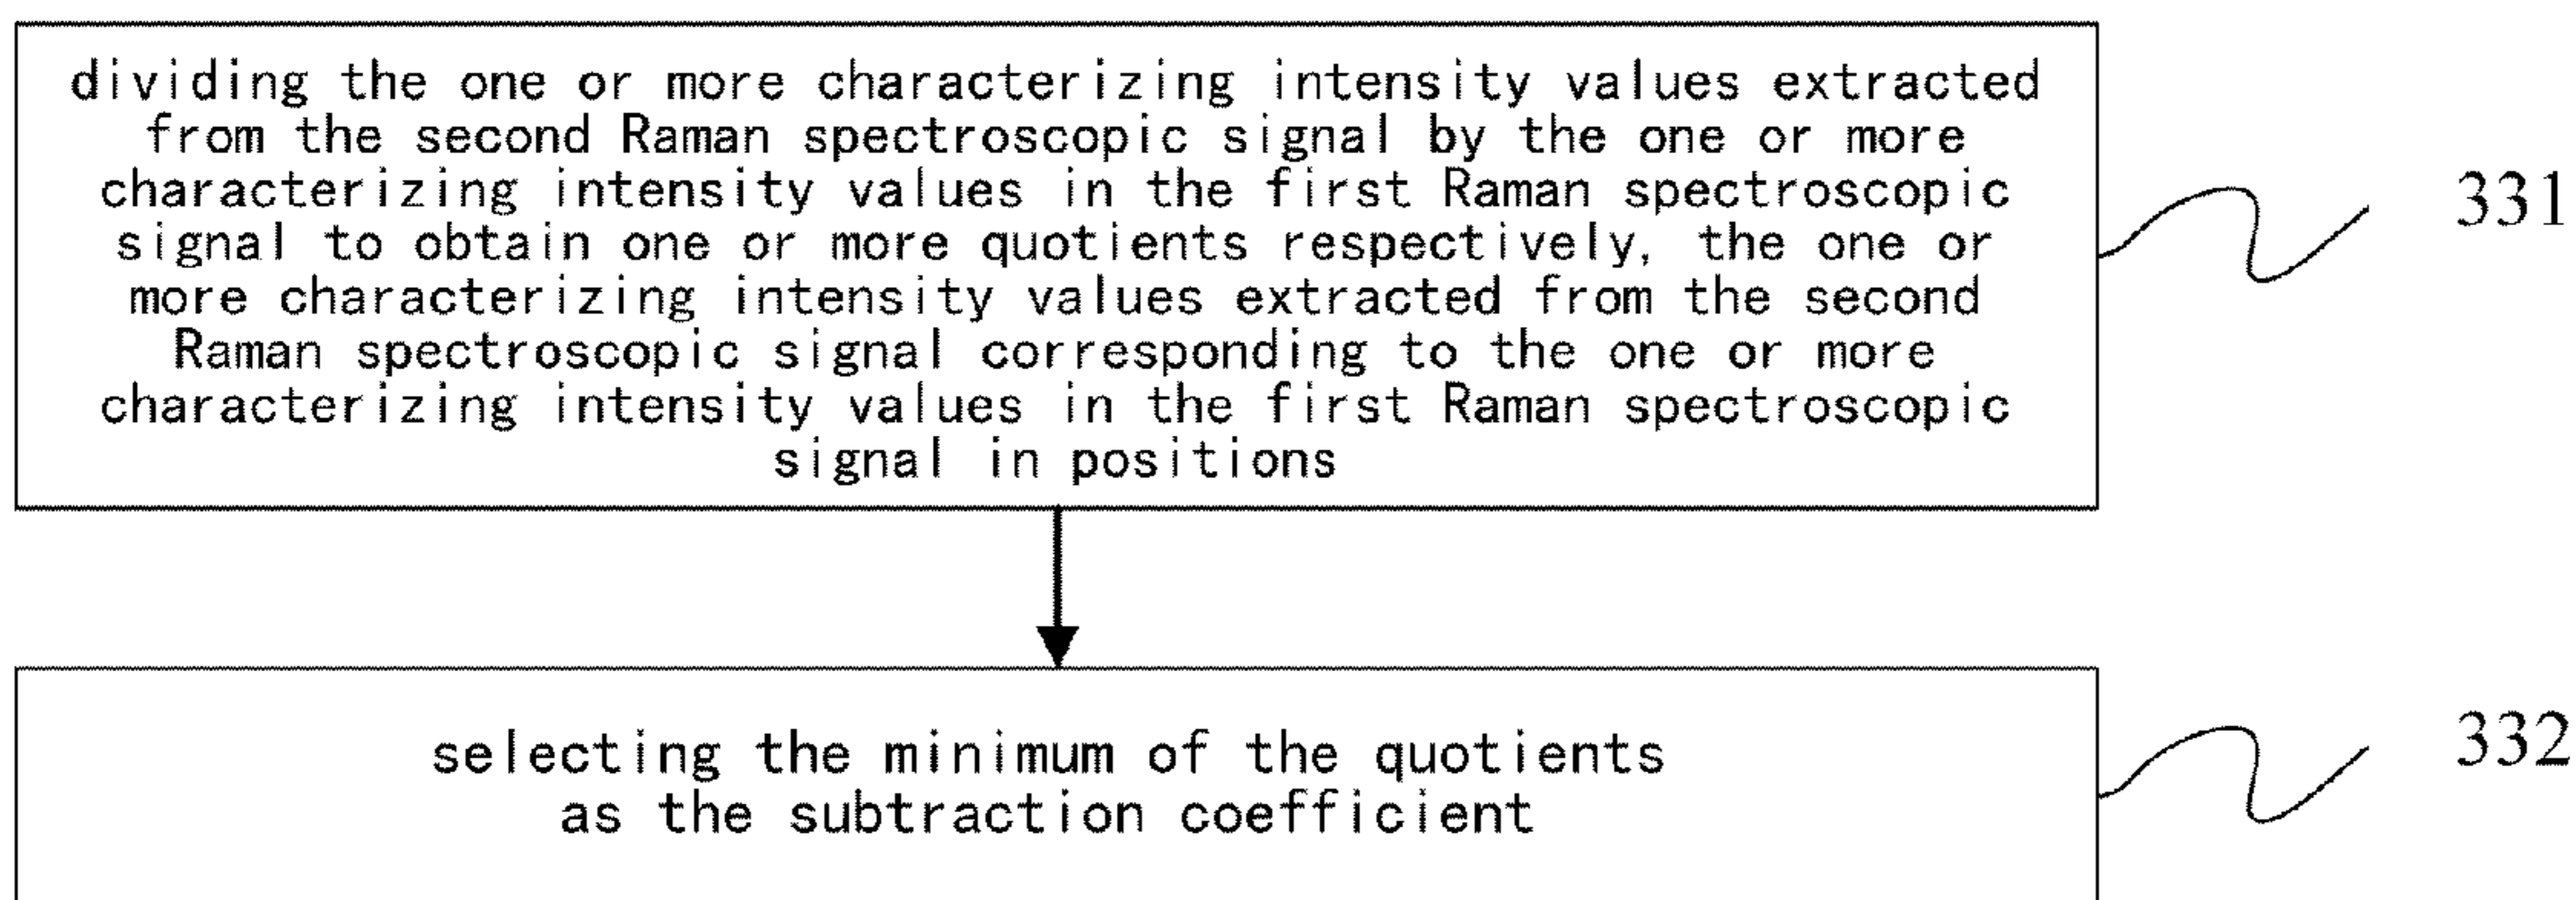 dividing the one or more characterizing intensity values extracted
from the second Raman spectroscopic signal by the one or more
characterizing intensity values in the first Raman spectroscopic
signal to obtain one or more quotients respectively, the one or
more characterizing intensity values extracted from the second
Raman spectroscopic signal corresponding to the one or more
characterizing intensity values in the first Raman spectroscopic
signal in positions
331
selecting the minimum of the quotients
as the subtraction coefficient
332